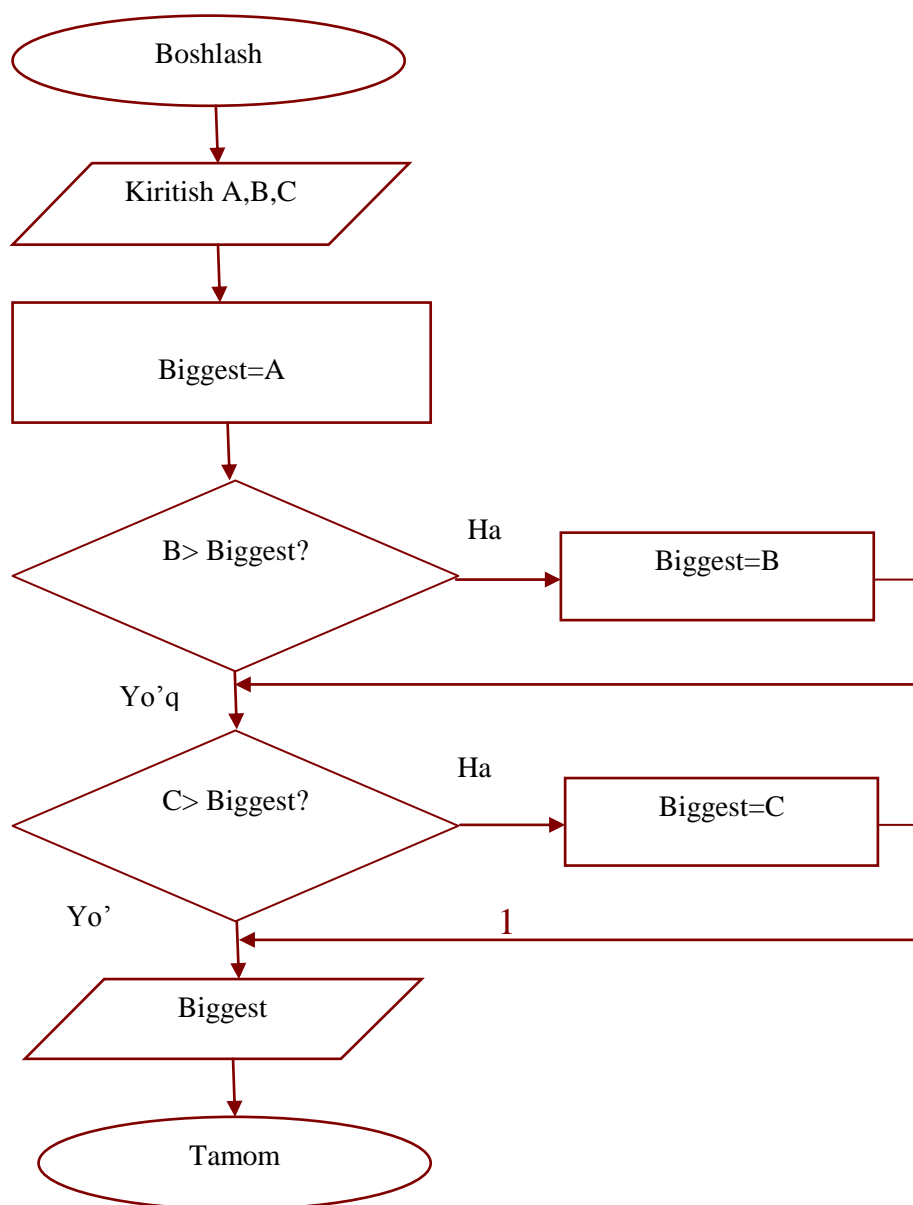 Boshlash
Kiritish A,B,C
Biggest=A
B> Biggest?
Ha
Biggest=B
Yo’q
C> Biggest?
Ha
Biggest=C
Yo’
1
Biggest
Tamom